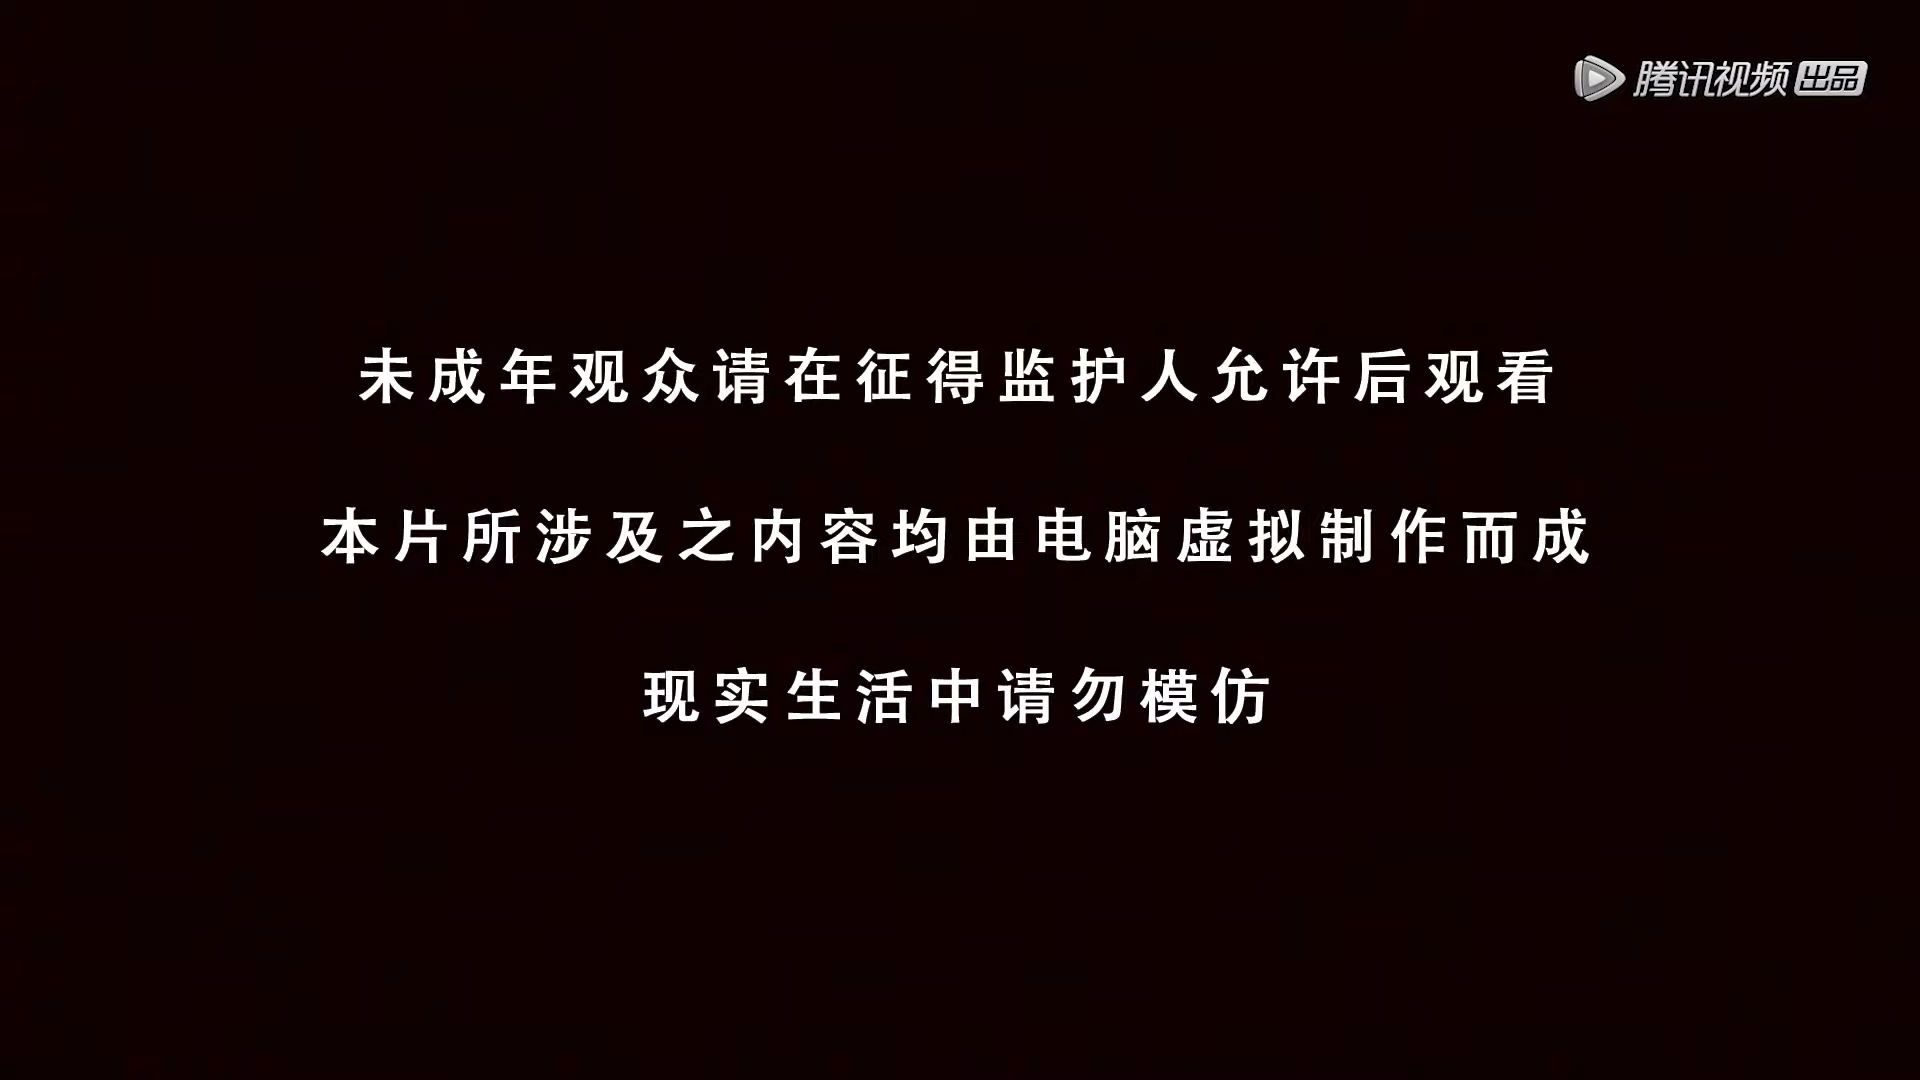 腾讯视频出品
未成年观众请在征得监护人允许后观看
本片所涉及之内容均由电脑虚拟制作而成
现实生活中请勿模仿